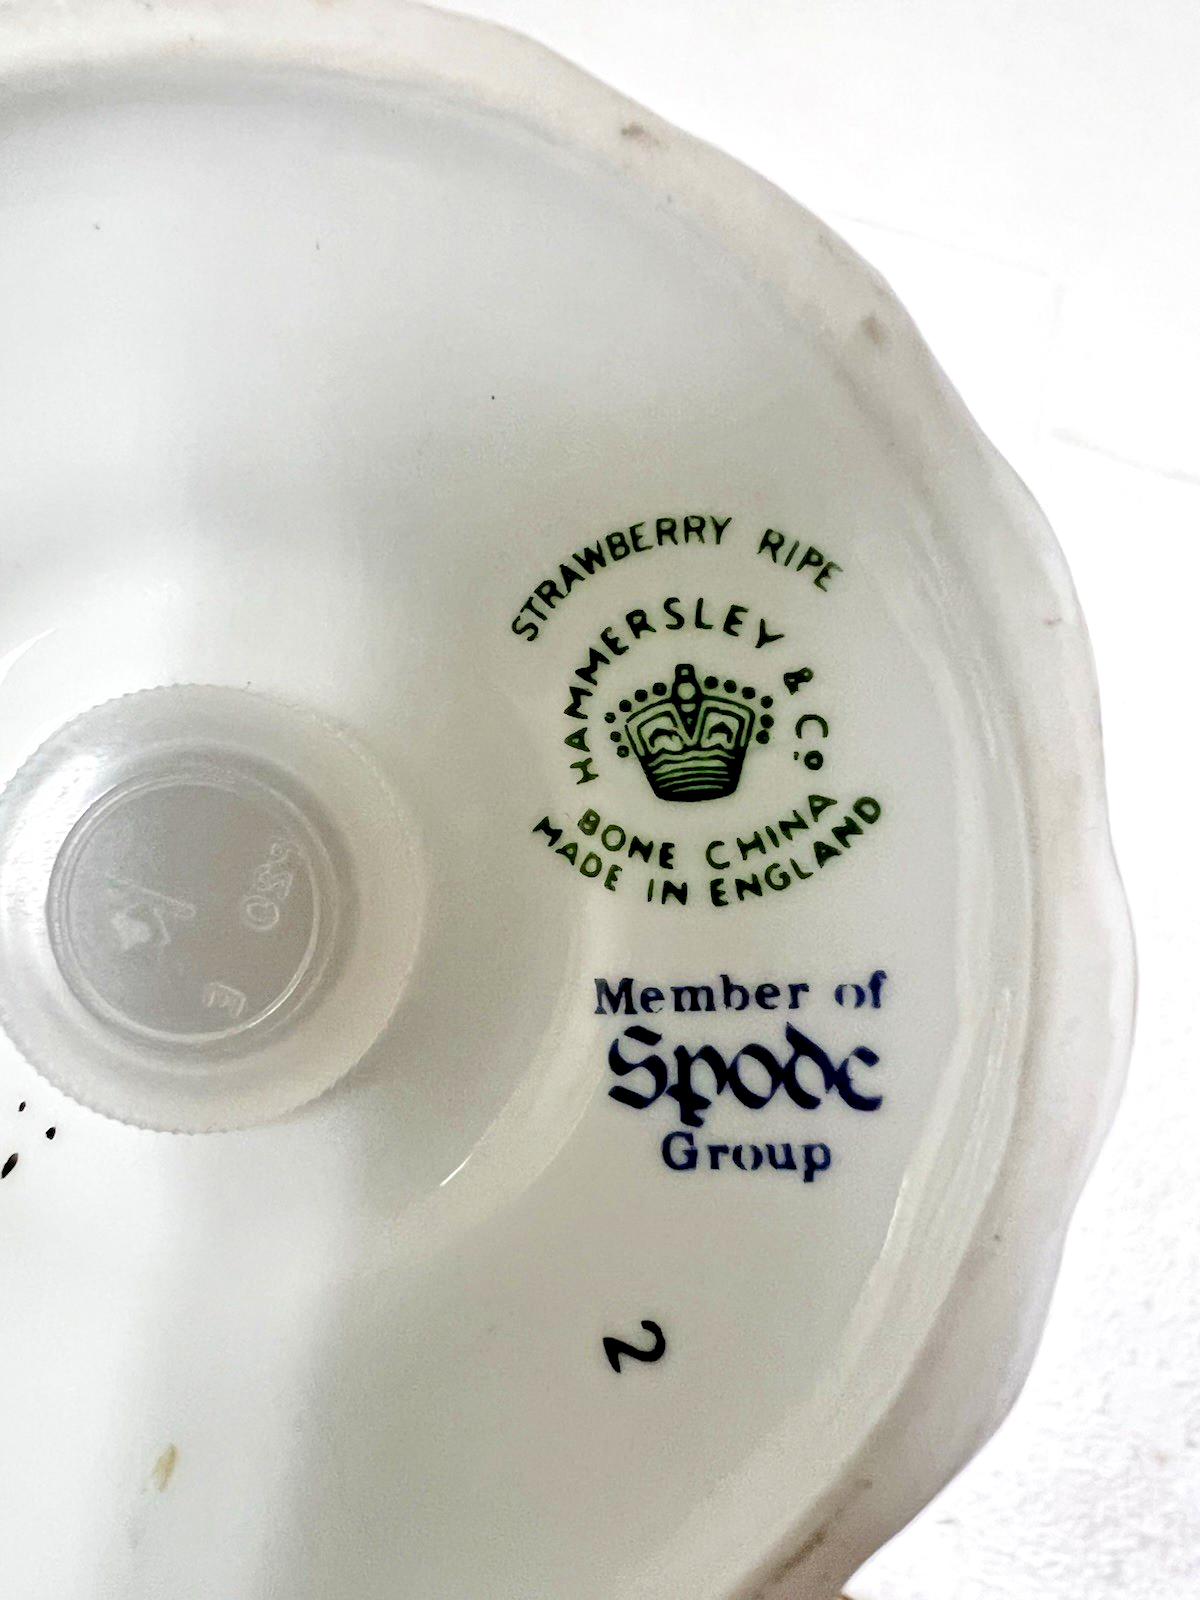 STRAWBERRY RIPE
HAMMERSLEY & Co
BONE CHINA
MADE IN ENGLAND
Member of
Spode
Group
2